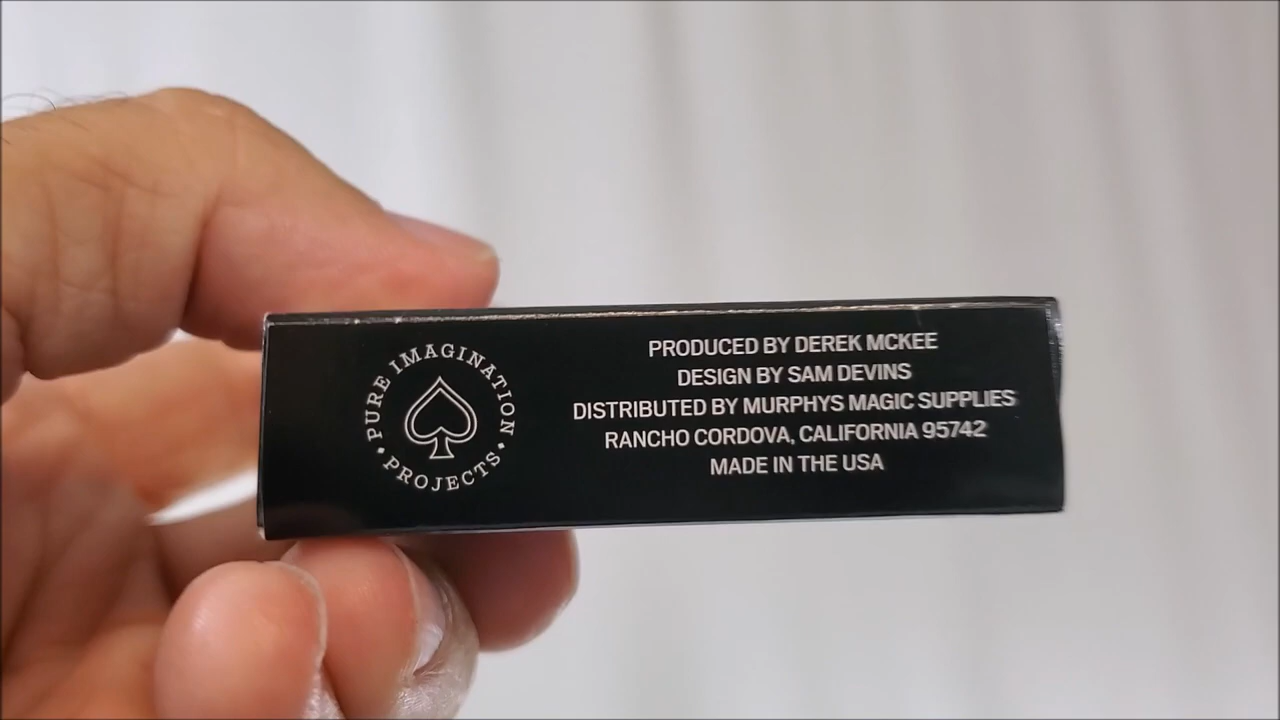 PURE IMAGINATION
• PROJECTS •
PRODUCED BY DEREK MCKEE
DESIGN BY SAM DEVINS
DISTRIBUTED BY MURPHYS MAGIC SUPPLIES
RANCHO CORDOVA, CALIFORNIA 95742
MADE IN THE USA